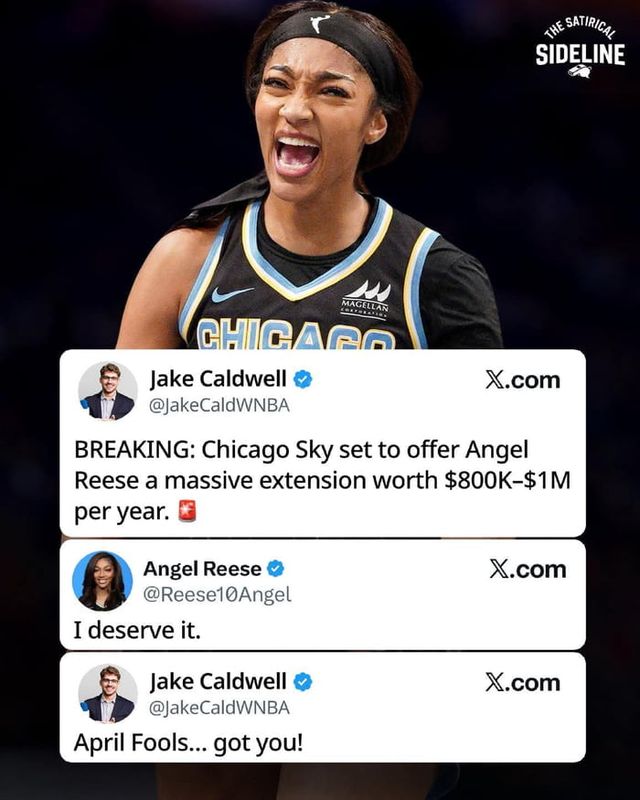 THE SATIRICAL
SIDELINE
MAGELLAN
CORPORATION
CHICAGO
Jake Caldwell
X.com
@JakeCaldWNBA
BREAKING: Chicago Sky set to offer Angel
Reese a massive extension worth $800K–$1M
per year.
Angel Reese
X.com
@Reese10Angel
I deserve it.
Jake Caldwell
X.com
@JakeCaldWNBA
April Fools... got you!